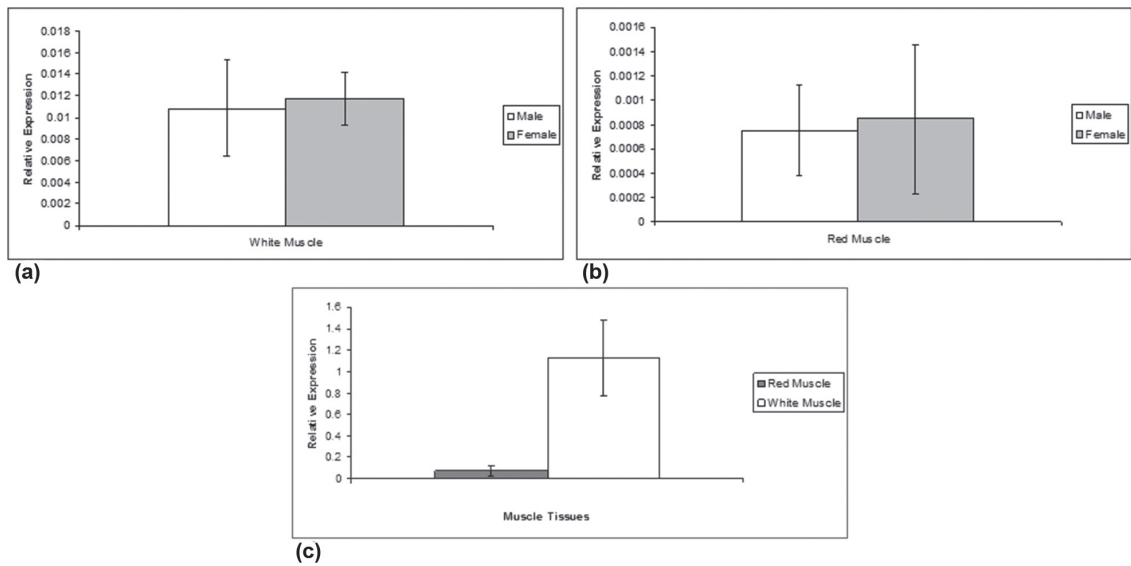 Relative Expression
0.018
0.016
0.014
0.012
0.01
0.008
0.006
0.004
0.002
0
White Muscle
Male
Female
(a)
Relative Expression
0.0016
0.0014
0.0012
0.001
0.0008
0.0006
0.0004
0.0002
0
Red Muscle
Male
Female
(b)
Relative Expression
1.6
1.4
1.2
1
0.8
0.6
0.4
0.2
0
Muscle Tissues
Red Muscle
White Muscle
(c)